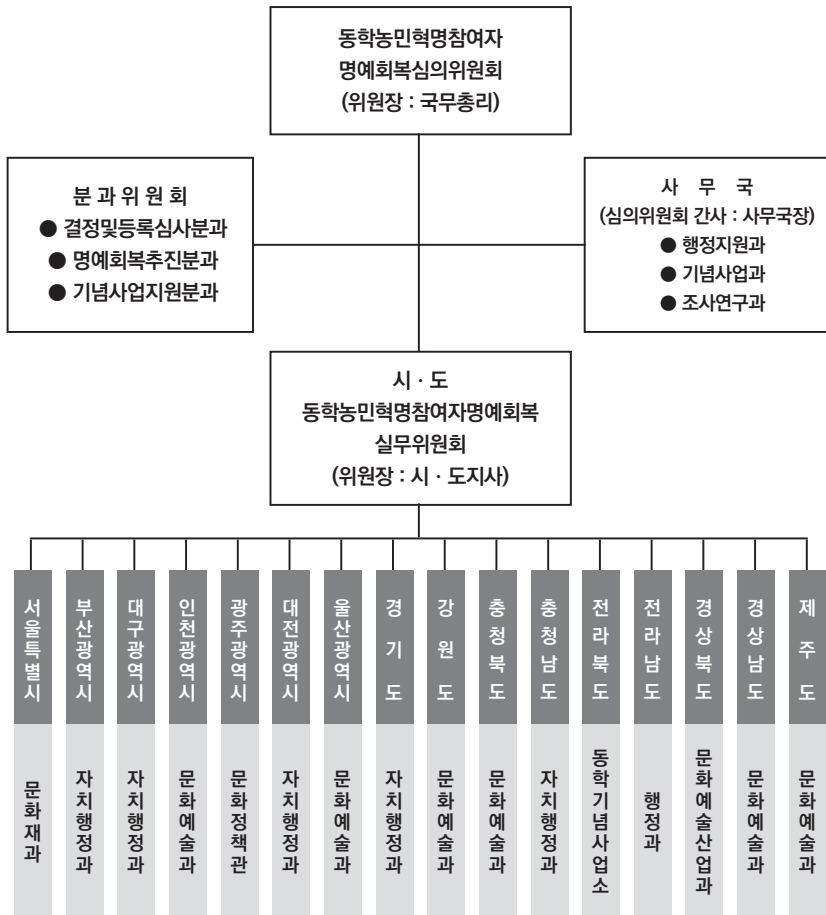 동학농민혁명참여자
명예회복심의위원회
(위원장 : 국무총리)
분 과 위 원 회
● 결정및등록심사분과
● 명예회복추진분과
● 기념사업지원분과
사 무 국
(심의위원회 간사 : 사무국장)
● 행정지원과
● 기념사업과
● 조사연구과
시 · 도
동학농민혁명참여자명예회복
실무위원회
(위원장 : 시 · 도지사)
서울특별시
문화재과
부산광역시
자치행정과
대구광역시
자치행정과
인천광역시
문화예술과
광주광역시
문화정책관
대전광역시
자치행정과
울산광역시
문화예술과
경기도
자치행정과
강원도
문화예술과
충청북도
문화예술과
충청남도
자치행정과
전라북도
동학기념사업소
전라남도
행정과
경상북도
문화예술산업과
경상남도
문화예술과
제주도
문화예술과